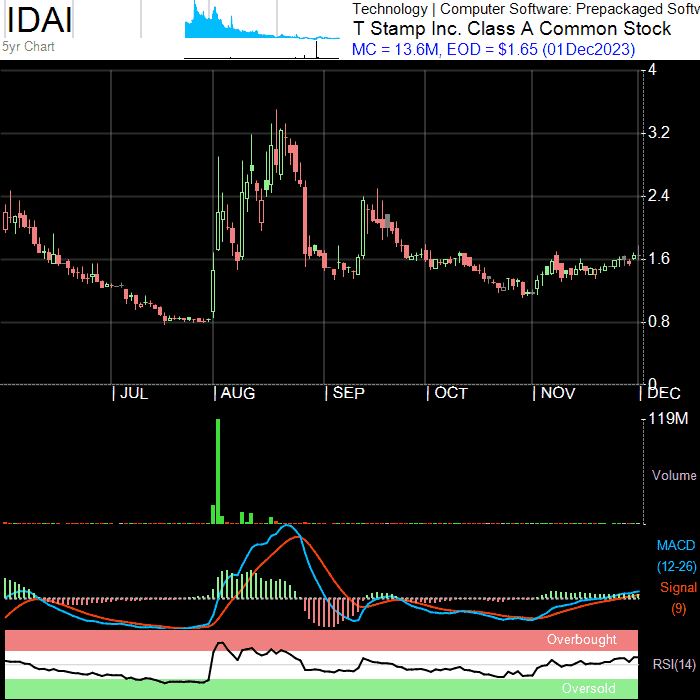 IDAI
5yr Chart
Technology | Computer Software: Prepackaged Softw
T Stamp Inc. Class A Common Stock
MC = 13.6M, EOD = $1.65 (01Dec2023)
4
3.2
2.4
1.6
0.8
0
JUL
AUG
SEP
OCT
NOV
DEC
119M
Volume
MACD
(12-26)
Signal
(9)
Overbought
RSI(14)
Oversold